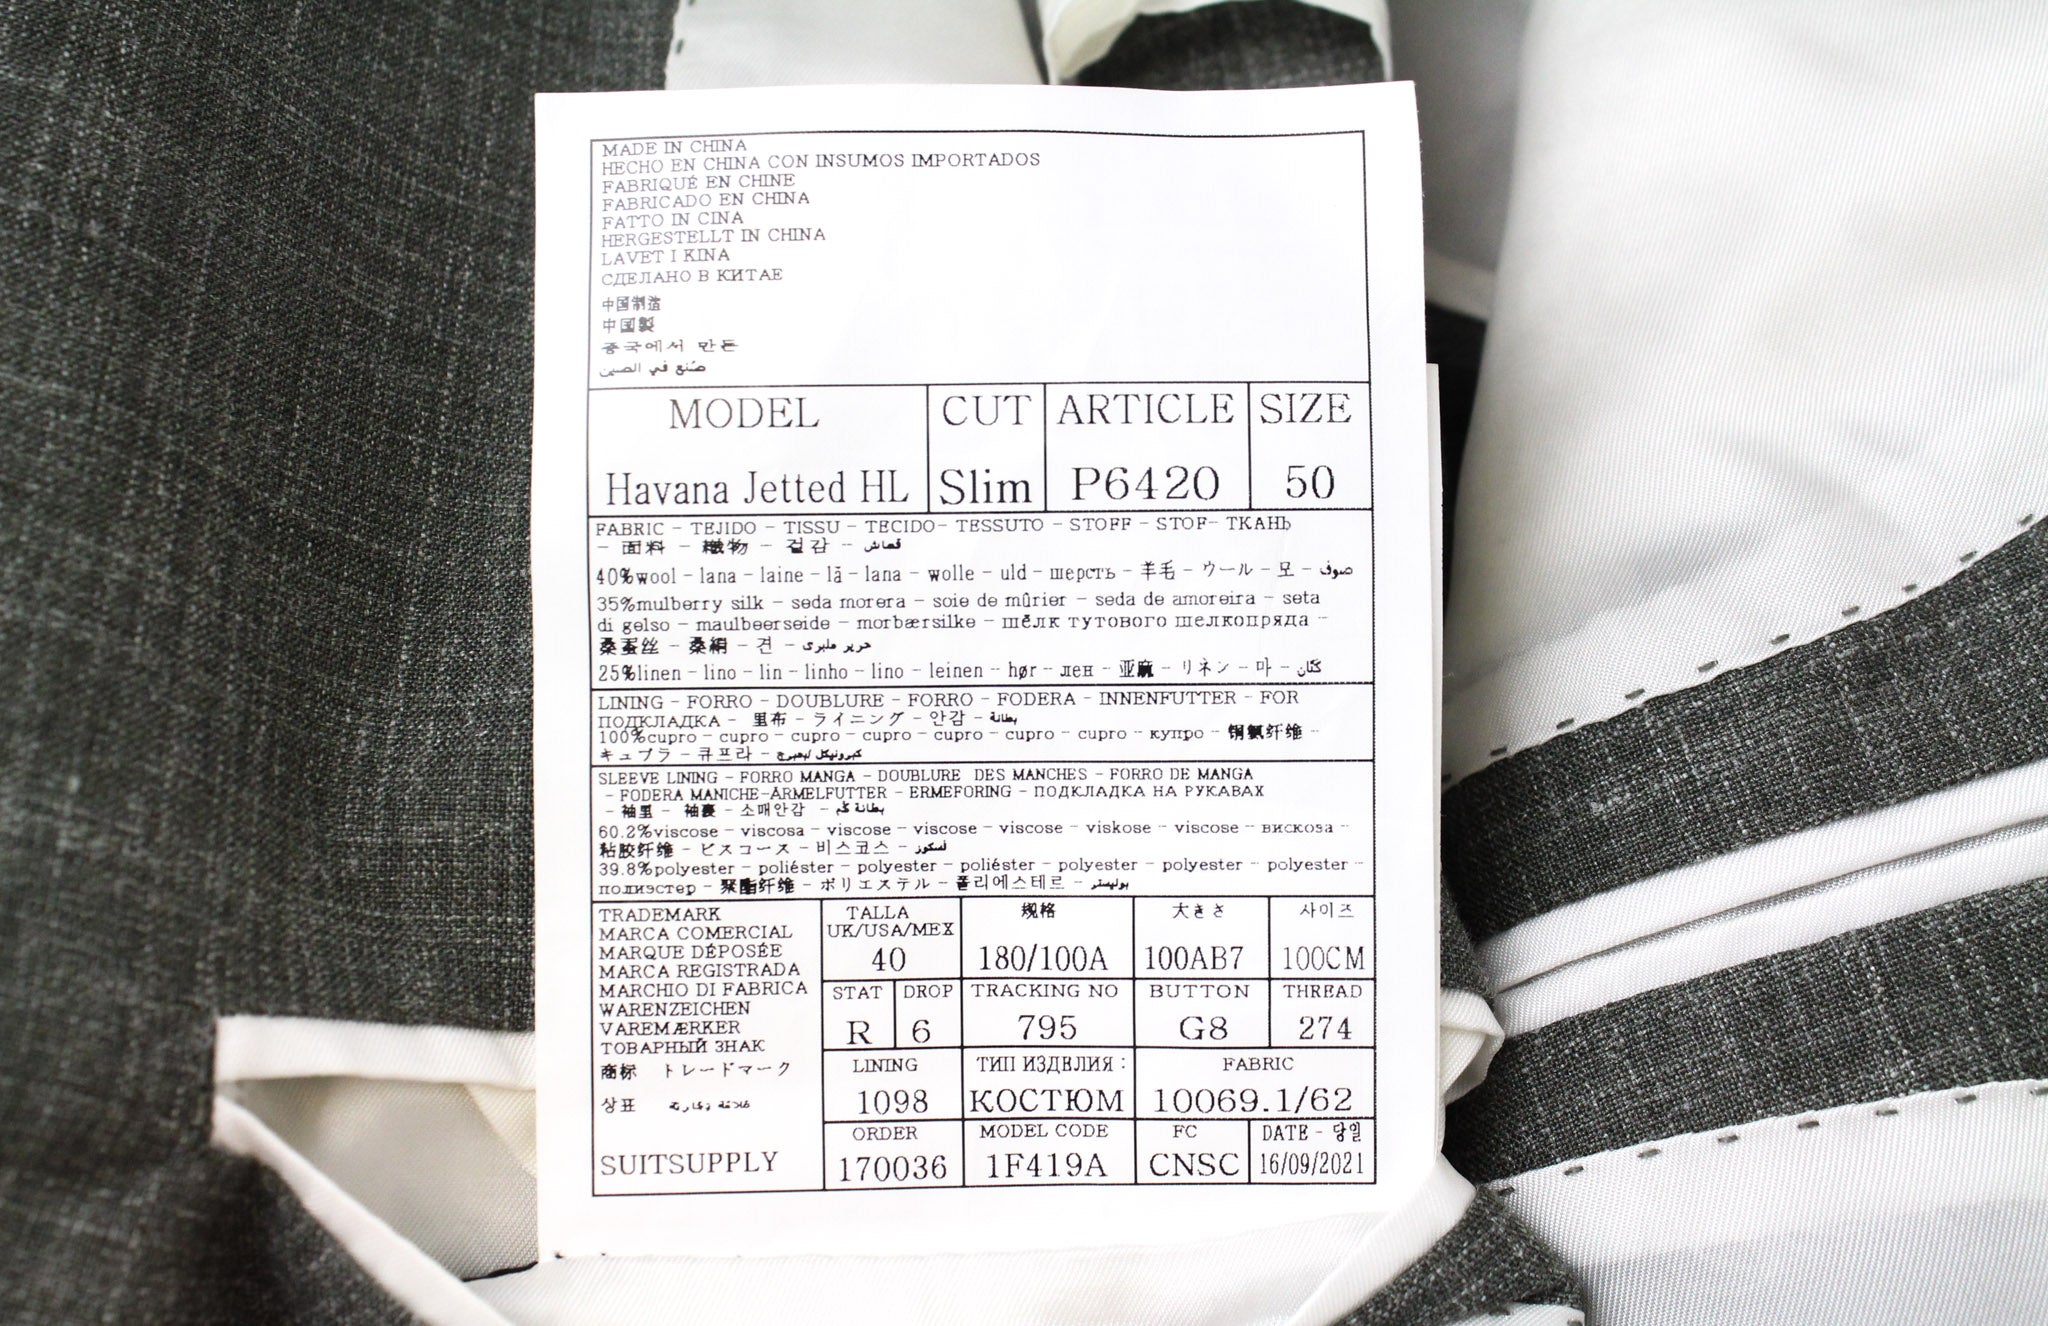 MADE IN CHINA
HECHO EN CHINA CON INSUMOS IMPORTADOS
FABRIQUÉ EN CHINE
FABRICADO EN CHINA
FATTO IN CINA
HERGESTELLT IN CHINA
LAVET I KINA
СДЕЛАНО В КИТАЕ
中国制造
中國製
중국에서 만든
صُنع في الصين
MODEL CUT ARTICLE SIZE
Havana Jetted HL Slim P6420 50
FABRIC - TEJIDO - TISSU - TECIDO- TESSUTO - STOFF - STOF- ТКАНЬ
- 面料 - 織物 - 겉감 - قماش
40%wool - lana - laine - lã - lana - wolle - uld - шерсть - 羊毛 - ウール - 모 - صوف
35%mulberry silk - seda morera - soie de mûrier - seda de amoreira - seta
di gelso - maulbeerseide - morbærsilke - шёлк тутового шелкопряда -
桑蚕丝 - 桑絹 - 견 - حرير ملبري
25%linen - lino - lin - linho - lino - leinen - hør - лен - 亚麻 - リネン - 마 - كتان
LINING - FORRO - DOUBLURE - FORRO - FODERA - INNENFUTTER - FOR
ПОДКЛАДКА - 里布 - ライニング - 안감 - بطانة
100%cupro - cupro - cupro - cupro - cupro - cupro - cupro - купро - 铜氨纤维 -
キュプラ - 큐프라 -
SLEEVE LINING - FORRO MANGA - DOUBLURE DES MANCHES - FORRO DE MANGA
- FODERA MANICHE-ÄRMELFUTTER - ERMEFORING - ПОДКЛАДКА НА РУКАВАХ
- 袖里 - 袖裏 - 소매안감 - بطانة كم
60.2%viscose - viscosa - viscose - viscose - viscose - viskose - viscose - вискоза -
粘胶纤维 - ビスコース - 비스코스 -
39.8%polyester - poliéster - polyester - poliéster - polyester - polyester - polyester -
полиэстер - 聚酯纤维 - ポリエステル - 폴리에스테르 - بوليستر
TRADEMARK
MARCA COMERCIAL
MARQUE DÉPOSÉE
MARCA REGISTRADA
MARCHIO DI FABRICA
WARENZEICHEN
VAREMÆRKER
ТОВАРНЫЙ ЗНАК
商标 トレードマーク
상표 علامة تجارية
SUITSUPPLY
TALLA 规格 大きさ 사이즈
UK/USA/MEX
40 180/100A 100AB7 100CM
STAT DROP TRACKING NO BUTTON THREAD
R 6 795 G8 274
LINING ТИП ИЗДЕЛИЯ : FABRIC
1098 КОСТЮМ 10069.1/62
ORDER MODEL CODE FC DATE - 당일
170036 1F419A CNSC 16/09/2021